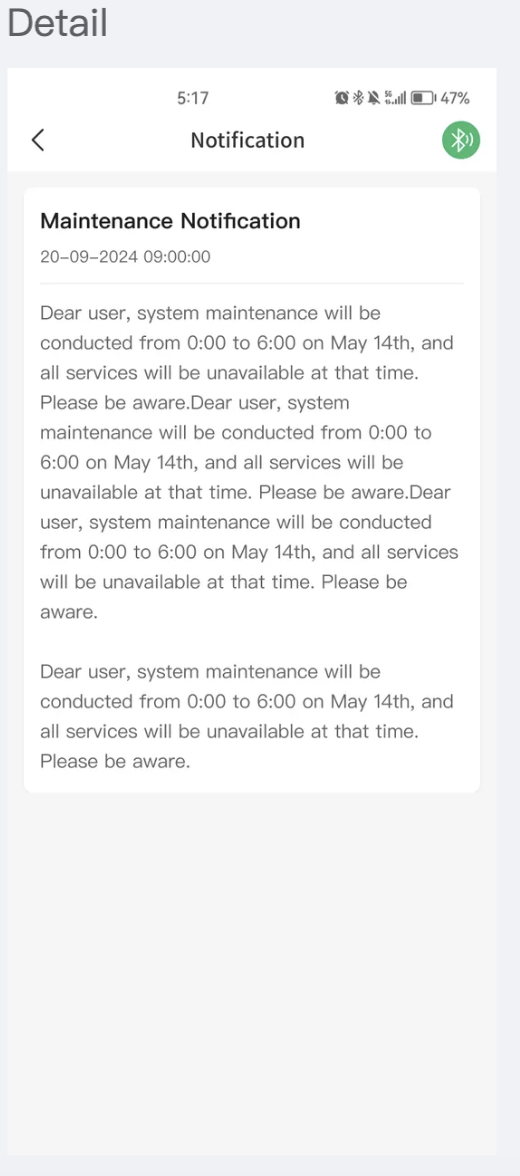 Detail
5:17
5G
47%
Notification
Maintenance Notification
20-09-2024 09:00:00
Dear user, system maintenance will be
conducted from 0:00 to 6:00 on May 14th, and
all services will be unavailable at that time.
Please be aware.Dear user, system
maintenance will be conducted from 0:00 to
6:00 on May 14th, and all services will be
unavailable at that time. Please be aware.Dear
user, system maintenance will be conducted
from 0:00 to 6:00 on May 14th, and all services
will be unavailable at that time. Please be
aware.
Dear user, system maintenance will be
conducted from 0:00 to 6:00 on May 14th, and
all services will be unavailable at that time.
Please be aware.